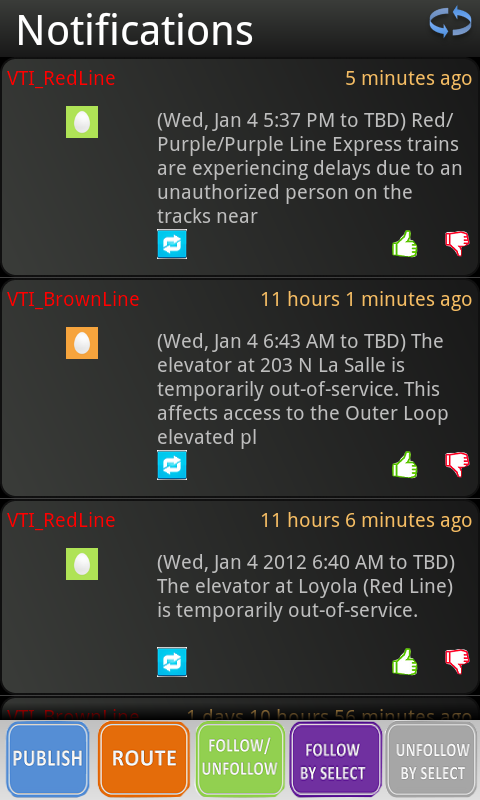 Notifications
VTI_RedLine 5 minutes ago
(Wed, Jan 4 5:37 PM to TBD) Red/
Purple/Purple Line Express trains
are experiencing delays due to an
unauthorized person on the
tracks near
VTI_BrownLine 11 hours 1 minutes ago
(Wed, Jan 4 6:43 AM to TBD) The
elevator at 203 N La Salle is
temporarily out-of-service. This
affects access to the Outer Loop
elevated pl
VTI_RedLine 11 hours 6 minutes ago
(Wed, Jan 4 2012 6:40 AM to TBD)
The elevator at Loyola (Red Line)
is temporarily out-of-service.
VTI_BrownLine 1 days 10 hours 56 minutes ago
PUBLISH
ROUTE
FOLLOW/
UNFOLLOW
FOLLOW
BY SELECT
UNFOLLOW
BY SELECT